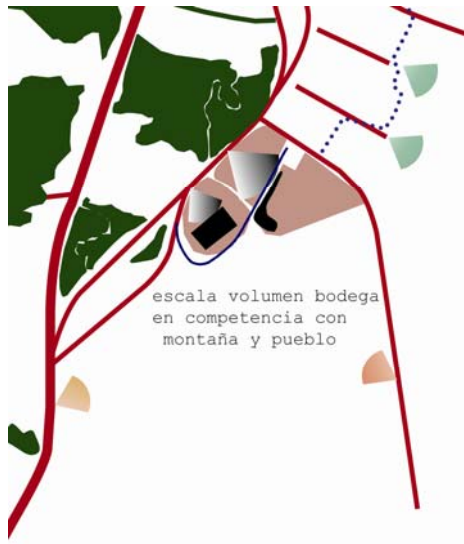 escala volumen bodega
en competencia con
montaña y pueblo